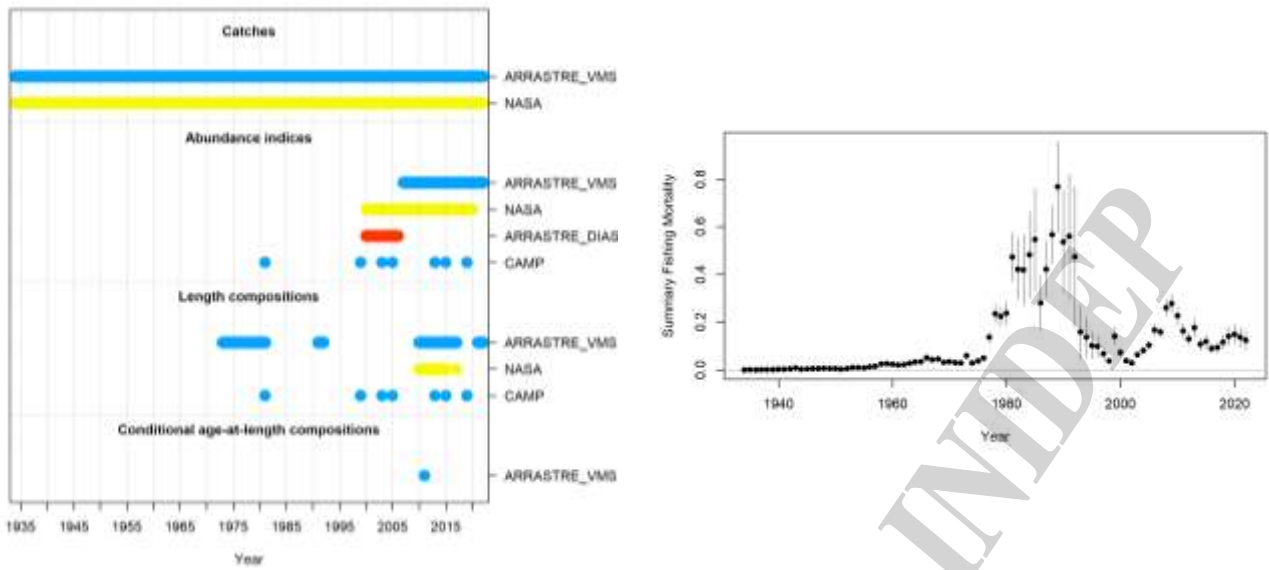 Catches
ARRASTRE_VMS
NASA
Abundance indices
ARRASTRE_VMS
NASA
ARRASTRE_DIAS
CAMP
Length compositions
ARRASTRE_VMS
NASA
CAMP
Conditional age-at-length compositions
ARRASTRE_VMS
1935 1945 1955 1965 1975 1985 1995 2005 2015
Year
Summary Fishing Mortality
0.8
0.6
0.4
0.2
0.0
1940 1960 1980 2000 2020
Year
INIDEP